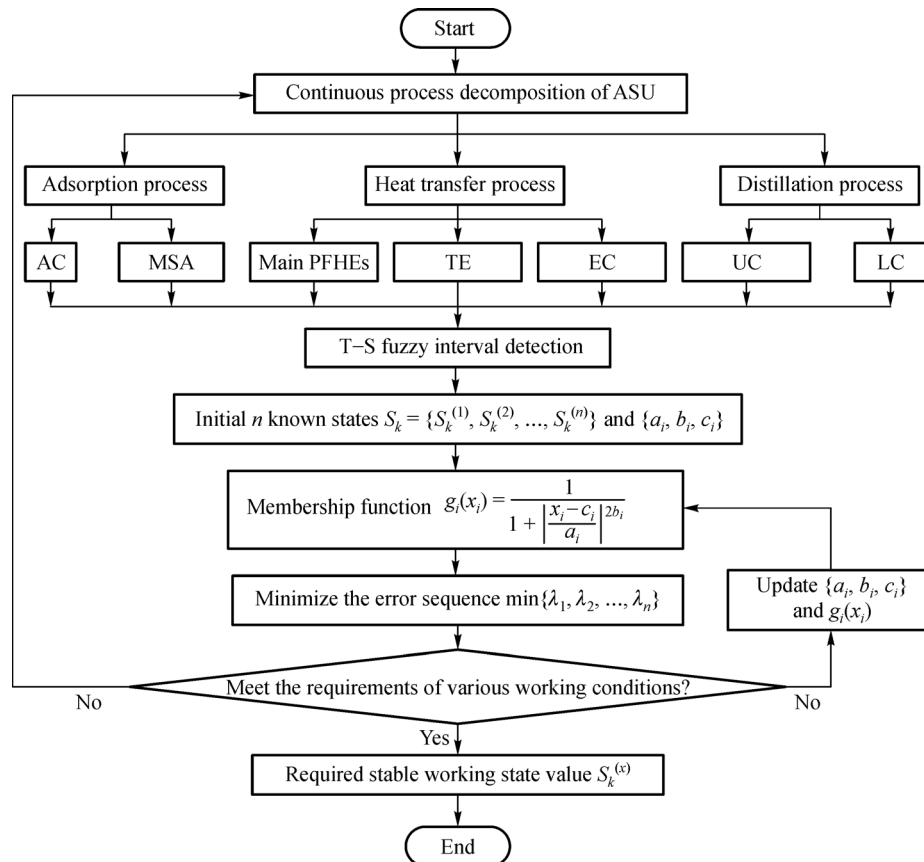 Start
Continuous process decomposition of ASU
Adsorption process
Heat transfer process
Distillation process
AC
MSA
Main PFHEs
TE
EC
UC
LC
T−S fuzzy interval detection
Initial n known states Sₖ = {Sₖ⁽¹⁾, Sₖ⁽²⁾, ..., Sₖ⁽ⁿ⁾} and {aᵢ, bᵢ, cᵢ}
Membership function gᵢ(xᵢ) = 1 / (1 + |(xᵢ − cᵢ)/aᵢ|^(2bᵢ))
Minimize the error sequence min{λ₁, λ₂, ..., λₙ}
Update {aᵢ, bᵢ, cᵢ}
and gᵢ(xᵢ)
Meet the requirements of various working conditions?
No
No
Yes
Required stable working state value Sₖ⁽ˣ⁾
End